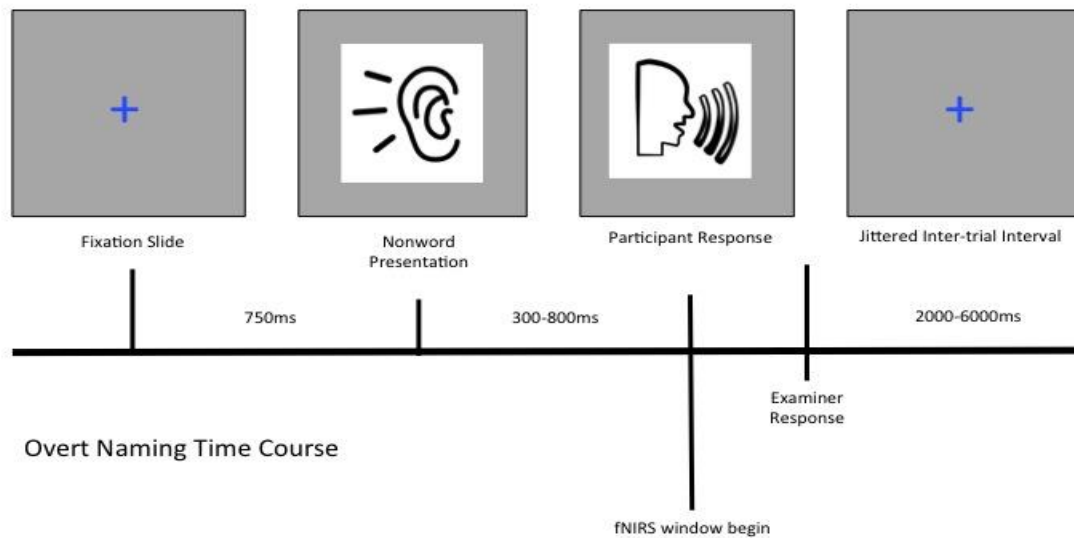 Fixation Slide
Nonword
Presentation
Participant Response
Jittered Inter-trial Interval
750ms
300-800ms
2000-6000ms
Examiner
Response
Overt Naming Time Course
fNIRS window begin